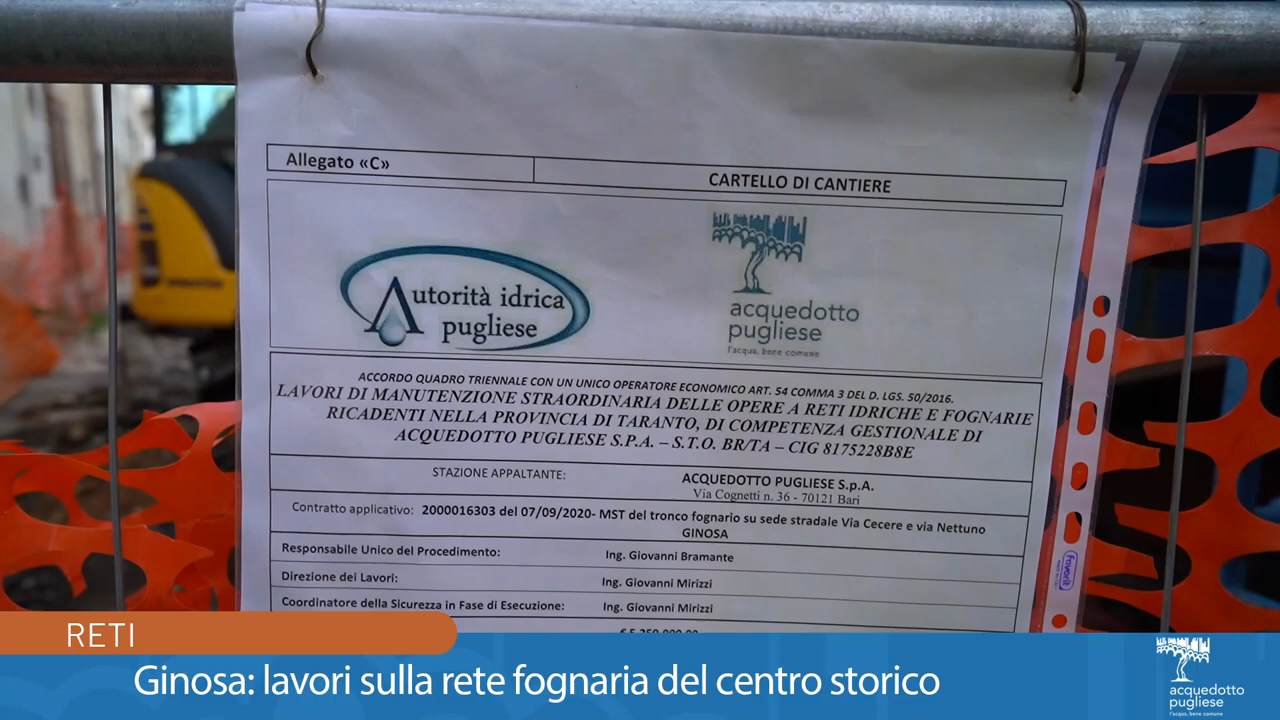 Allegato «C»
CARTELLO DI CANTIERE
Autorità idrica
pugliese
acquedotto
pugliese
l'acqua, bene comune
ACCORDO QUADRO TRIENNALE CON UN UNICO OPERATORE ECONOMICO ART. 54 COMMA 3 DEL D. LGS. 50/2016.
LAVORI DI MANUTENZIONE STRAORDINARIA DELLE OPERE A RETI IDRICHE E FOGNARIE
RICADENTI NELLA PROVINCIA DI TARANTO, DI COMPETENZA GESTIONALE DI
ACQUEDOTTO PUGLIESE S.P.A. – S.T.O. BR/TA – CIG 8175228B8E
STAZIONE APPALTANTE:
ACQUEDOTTO PUGLIESE S.p.A.
Via Cognetti n. 36 - 70121 Bari
Contratto applicativo: 2000016303 del 07/09/2020- MST del tronco fognario su sede stradale Via Cecere e via Nettuno
GINOSA
Responsabile Unico del Procedimento: Ing. Giovanni Bramante
Direzione dei Lavori: Ing. Giovanni Mirizzi
Coordinatore della Sicurezza in Fase di Esecuzione: Ing. Giovanni Mirizzi
favorit
RETI
Ginosa: lavori sulla rete fognaria del centro storico
acquedotto
pugliese
l'acqua, bene comune